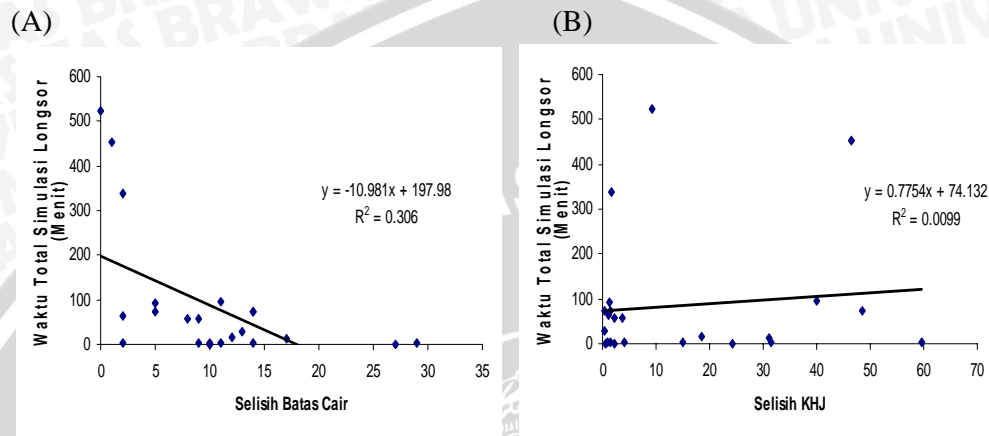 (A)
Waktu Total Simulasi Longsor
(Menit)
600
500
400
300
200
100
0
y = -10.981x + 197.98
R² = 0.306
0 5 10 15 20 25 30 35
Selisih Batas Cair
(B)
Waktu Total Simulasi Longsor
(Menit)
600
500
400
300
200
100
0
y = 0.7754x + 74.132
R² = 0.0099
0 10 20 30 40 50 60 70
Selisih KHJ